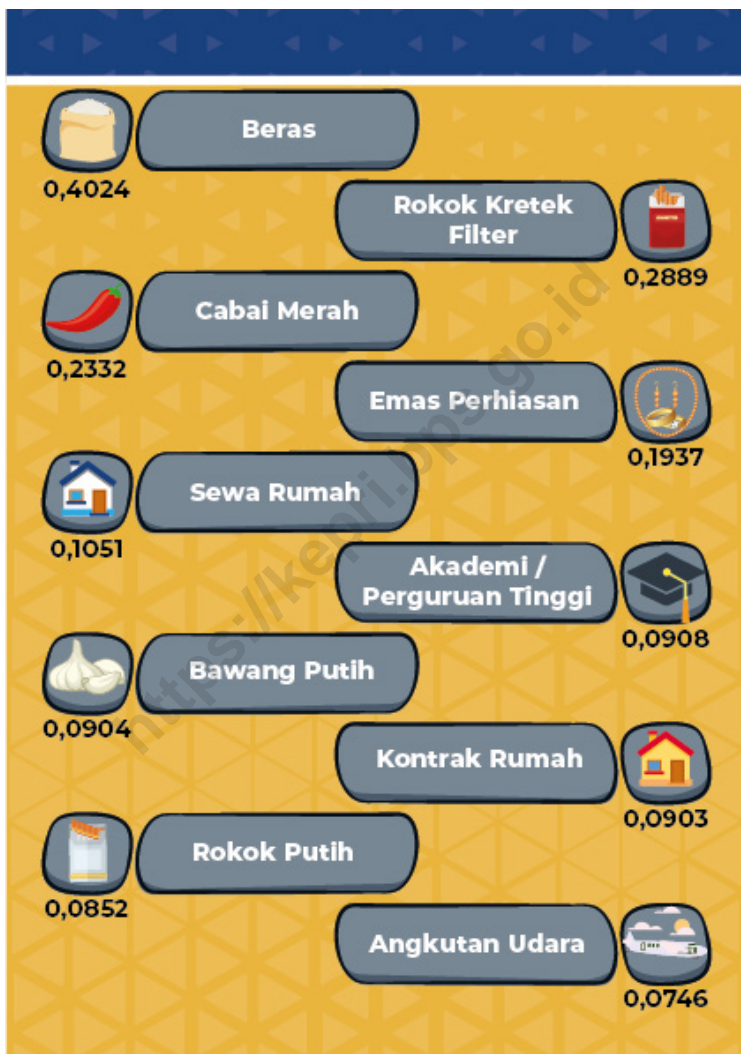 Beras
0,4024
Rokok Kretek
Filter
0,2889
Cabai Merah
0,2332
Emas Perhiasan
0,1937
Sewa Rumah
0,1051
Akademi /
Perguruan Tinggi
0,0908
Bawang Putih
0,0904
Kontrak Rumah
0,0903
Rokok Putih
0,0852
Angkutan Udara
0,0746
https://kepri.bps.go.id